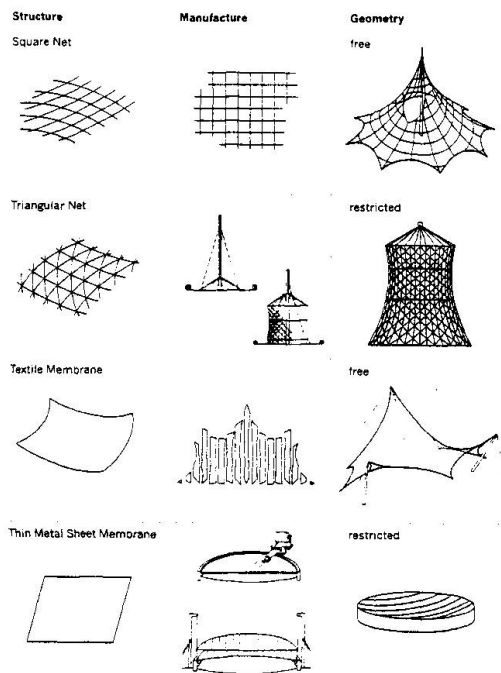 Structure Manufacture Geometry
Square Net free
Triangular Net restricted
Textile Membrane free
Thin Metal Sheet Membrane restricted